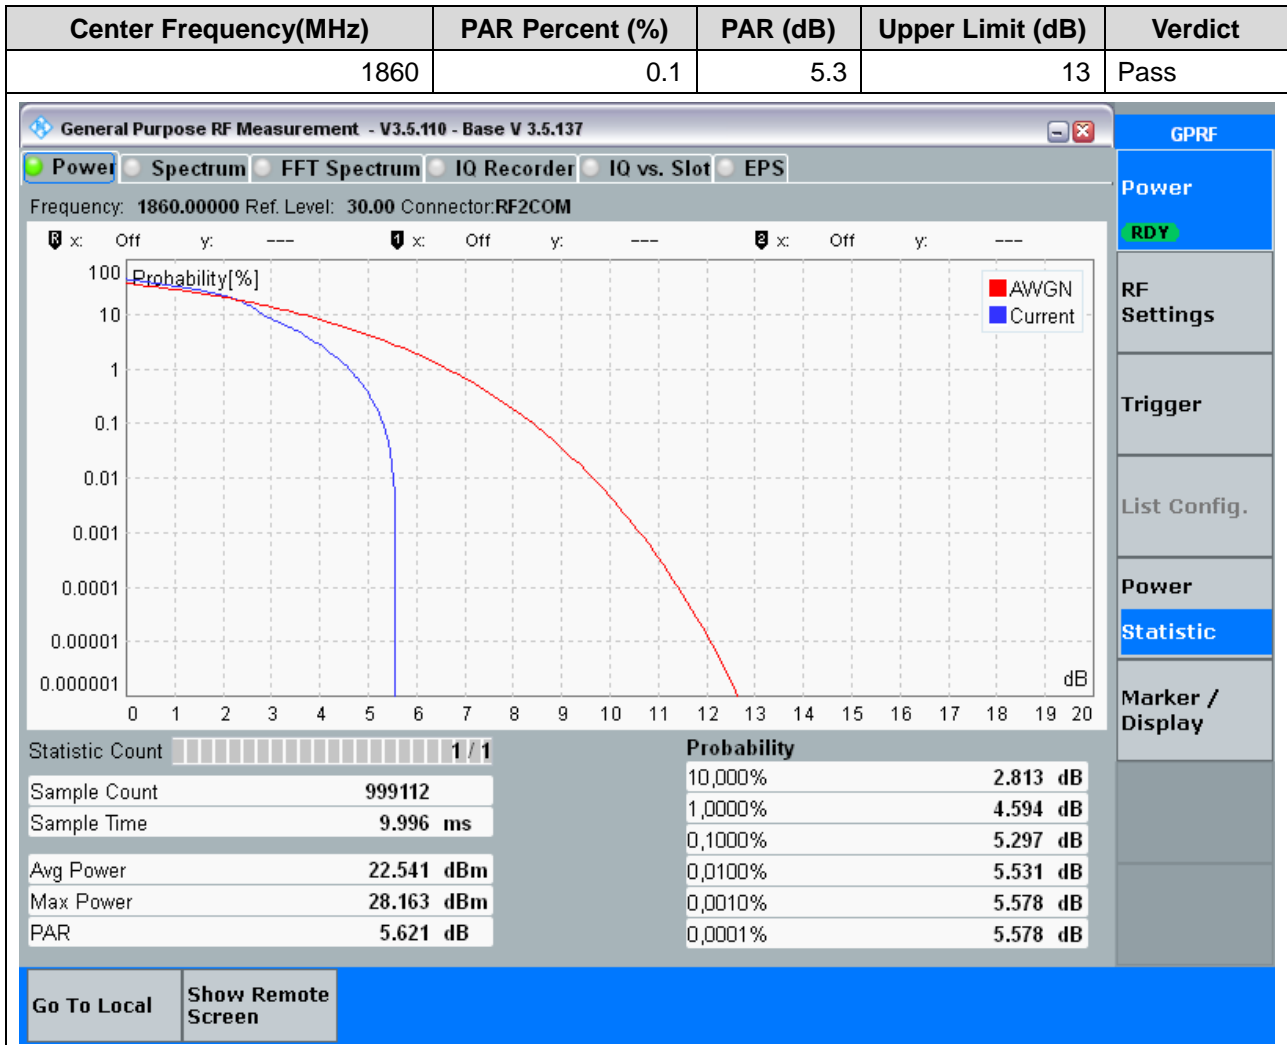 Center Frequency(MHz) PAR Percent (%) PAR (dB) Upper Limit (dB) Verdict
1860 0.1 5.3 13 Pass
General Purpose RF Measurement - V3.5.110 - Base V 3.5.137
GPRF
Power Spectrum FFT Spectrum IQ Recorder IQ vs. Slot EPS
Power
RDY
Frequency: 1860.00000 Ref. Level: 30.00 Connector:RF2COM
R x: Off y: --- 1 x: Off y: --- 2 x: Off y: ---
Probability[%]
AWGN
Current
100
10
1
0.1
0.01
0.001
0.0001
0.00001
0.000001
dB
0 1 2 3 4 5 6 7 8 9 10 11 12 13 14 15 16 17 18 19 20
RF
Settings
Trigger
List Config.
Power
Statistic
Marker /
Display
Statistic Count 1 / 1
Sample Count 999112
Sample Time 9.996 ms
Avg Power 22.541 dBm
Max Power 28.163 dBm
PAR 5.621 dB
Probability
10,000% 2.813 dB
1,0000% 4.594 dB
0,1000% 5.297 dB
0,0100% 5.531 dB
0,0010% 5.578 dB
0,0001% 5.578 dB
Go To Local
Show Remote
Screen